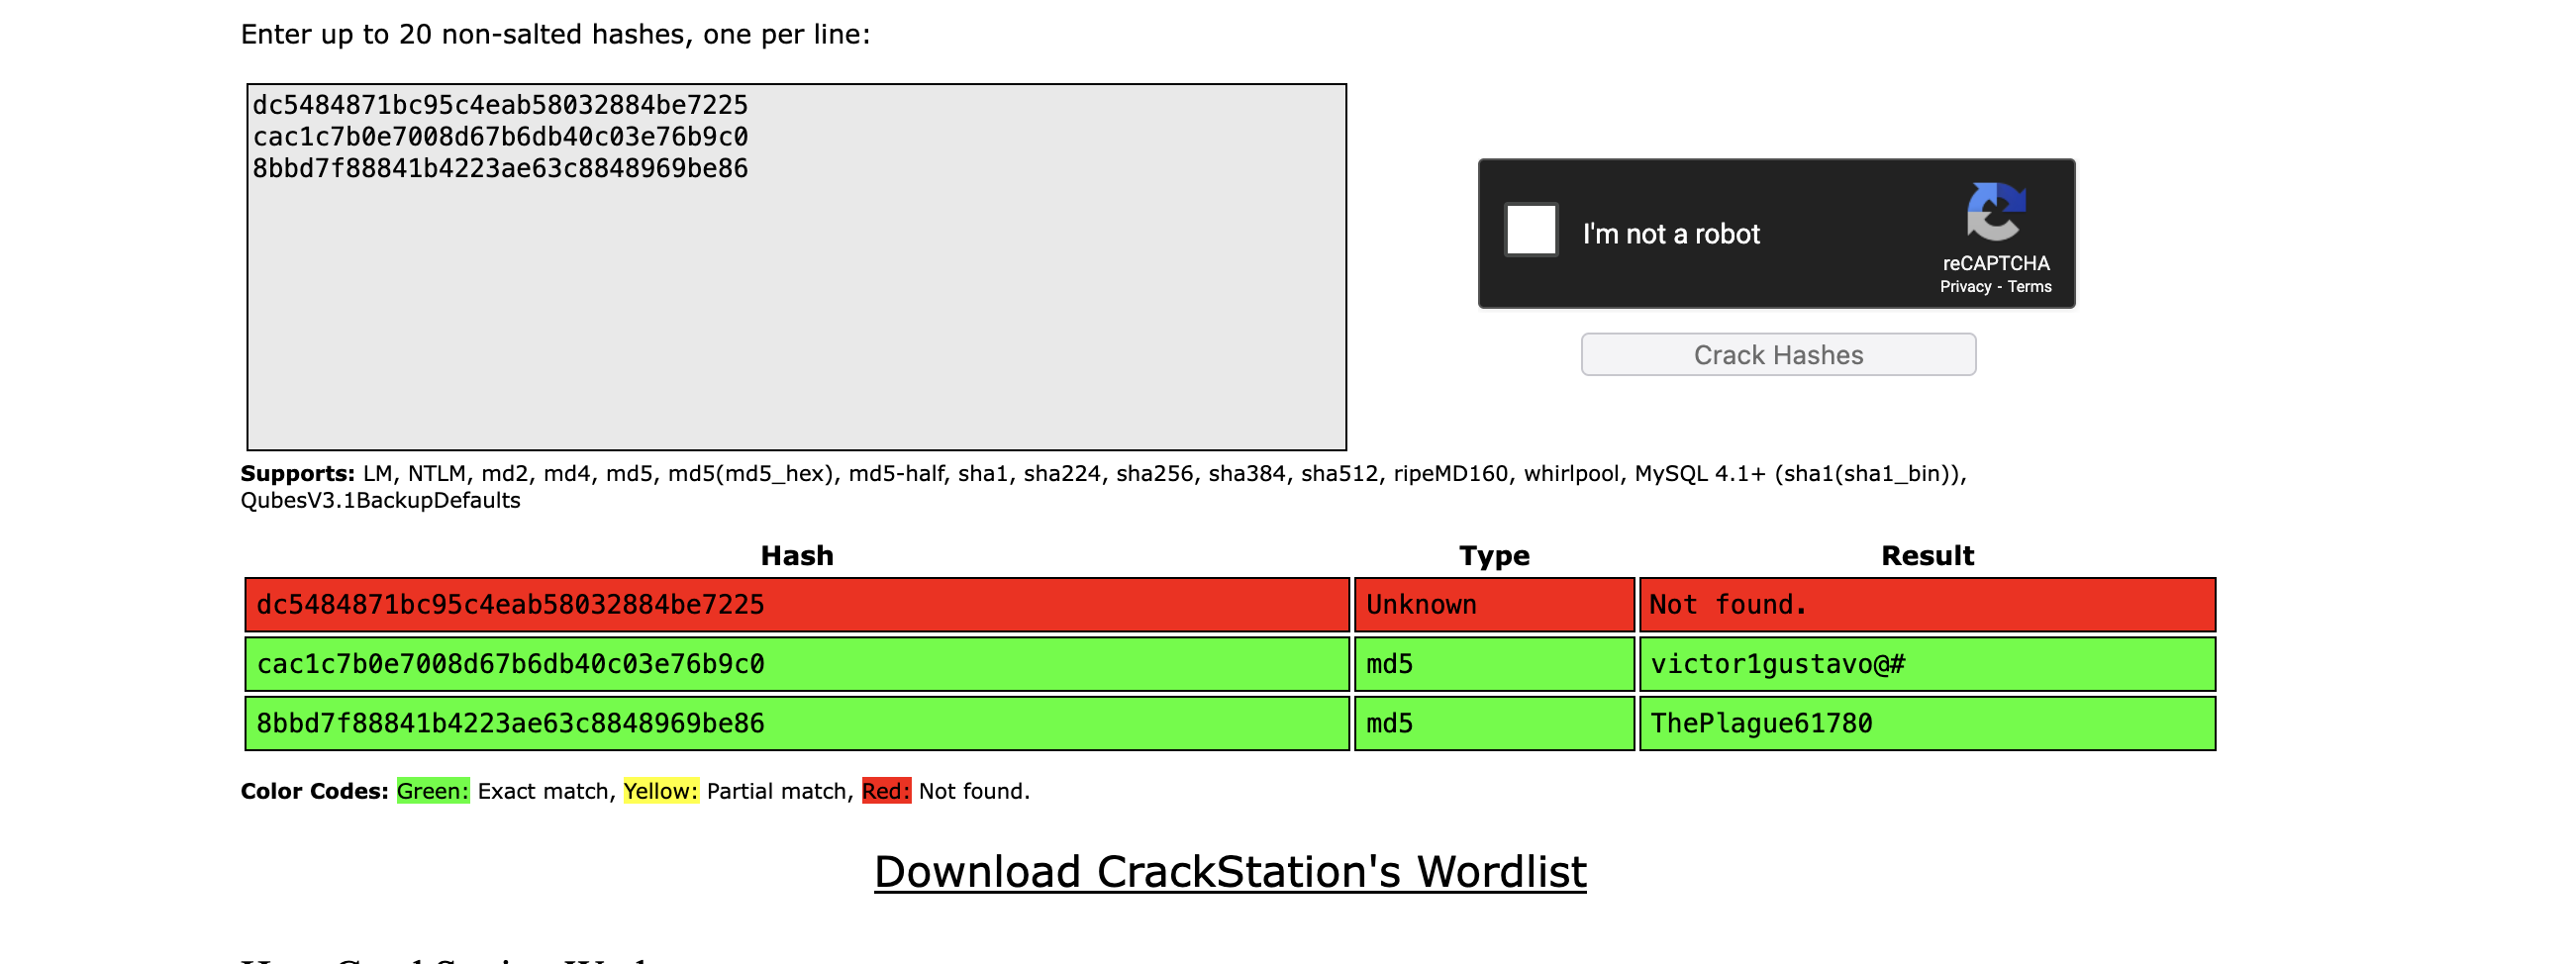 Enter up to 20 non-salted hashes, one per line:
dc5484871bc95c4eab58032884be7225
cac1c7b0e7008d67b6db40c03e76b9c0
8bbd7f88841b4223ae63c8848969be86
I'm not a robot
reCAPTCHA
Privacy - Terms
Crack Hashes
Supports: LM, NTLM, md2, md4, md5, md5(md5_hex), md5-half, sha1, sha224, sha256, sha384, sha512, ripeMD160, whirlpool, MySQL 4.1+ (sha1(sha1_bin)),
QubesV3.1BackupDefaults
Hash Type Result
dc5484871bc95c4eab58032884be7225 Unknown Not found.
cac1c7b0e7008d67b6db40c03e76b9c0 md5 victor1gustavo@#
8bbd7f88841b4223ae63c8848969be86 md5 ThePlague61780
Color Codes: Green: Exact match, Yellow: Partial match, Red: Not found.
Download CrackStation's Wordlist